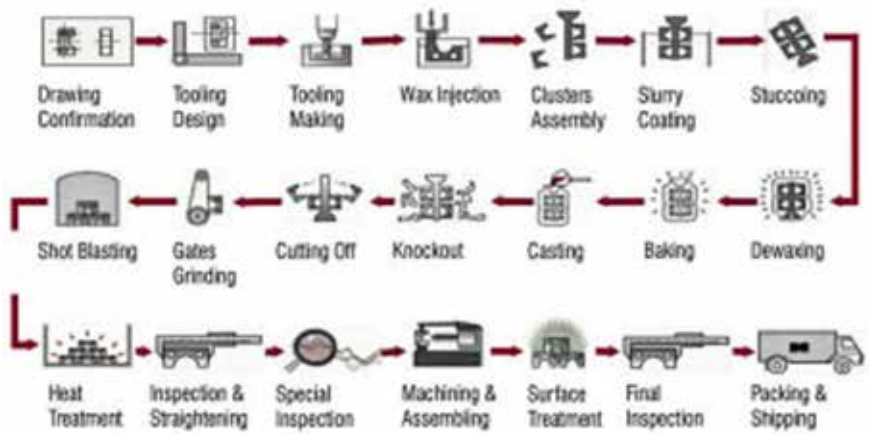 Drawing
Confirmation
Tooling
Design
Tooling
Making
Wax Injection
Clusters
Assembly
Slurry
Coating
Stuccoing
Shot Blasting
Gates
Grinding
Cutting Off
Knockout
Casting
Baking
Dewaxing
Heat
Treatment
Inspection &
Straightening
Special
Inspection
Machining &
Assembling
Surface
Treatment
Final
Inspection
Packing &
Shipping